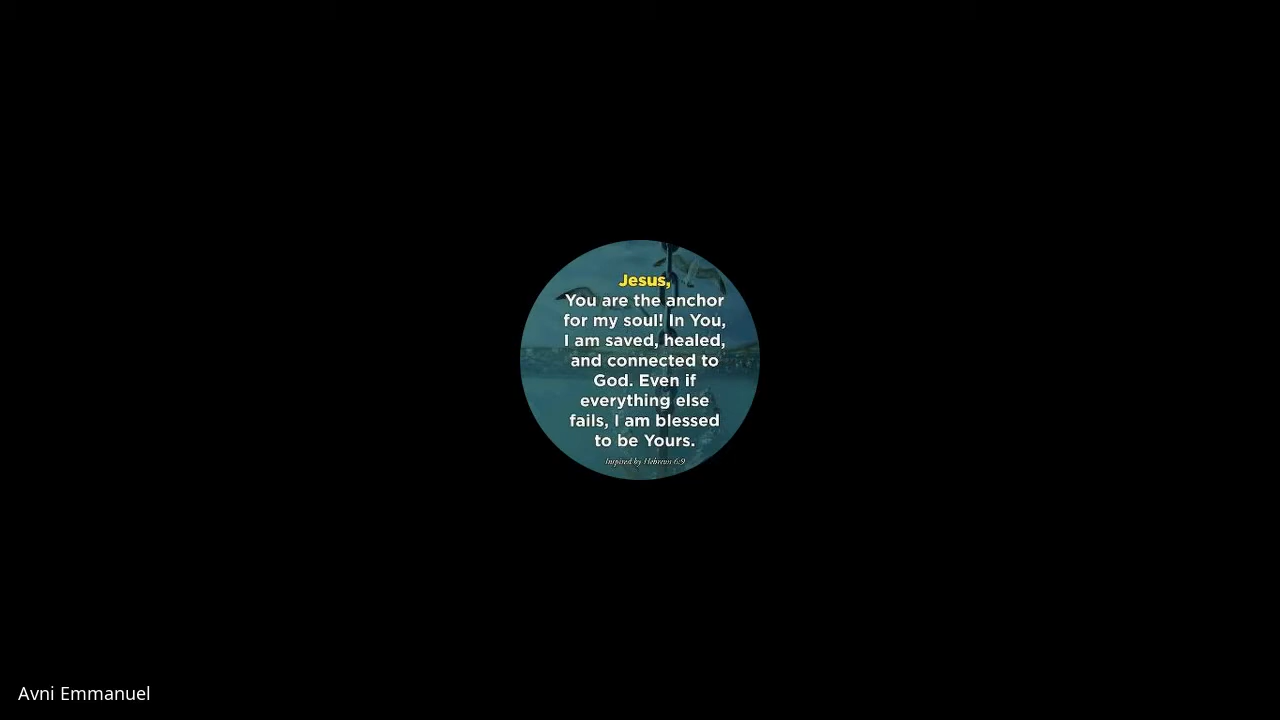 Jesus,
You are the anchor
for my soul! In You,
I am saved, healed,
and connected to
God. Even if
everything else
fails, I am blessed
to be Yours.
Inspired by Hebrews 6:9
Avni Emmanuel